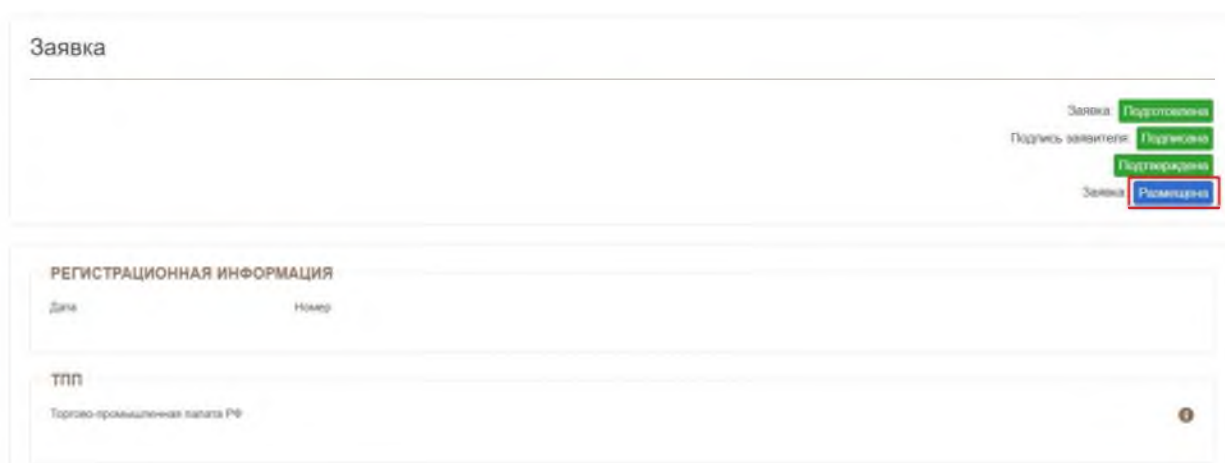 Заявка
Заявка: Подготовлена
Подпись заявителя: Подписана
Подтверждена
Заявка: Размещена
РЕГИСТРАЦИОННАЯ ИНФОРМАЦИЯ
Дата Номер
ТПП
Торгово-промышленная палата РФ